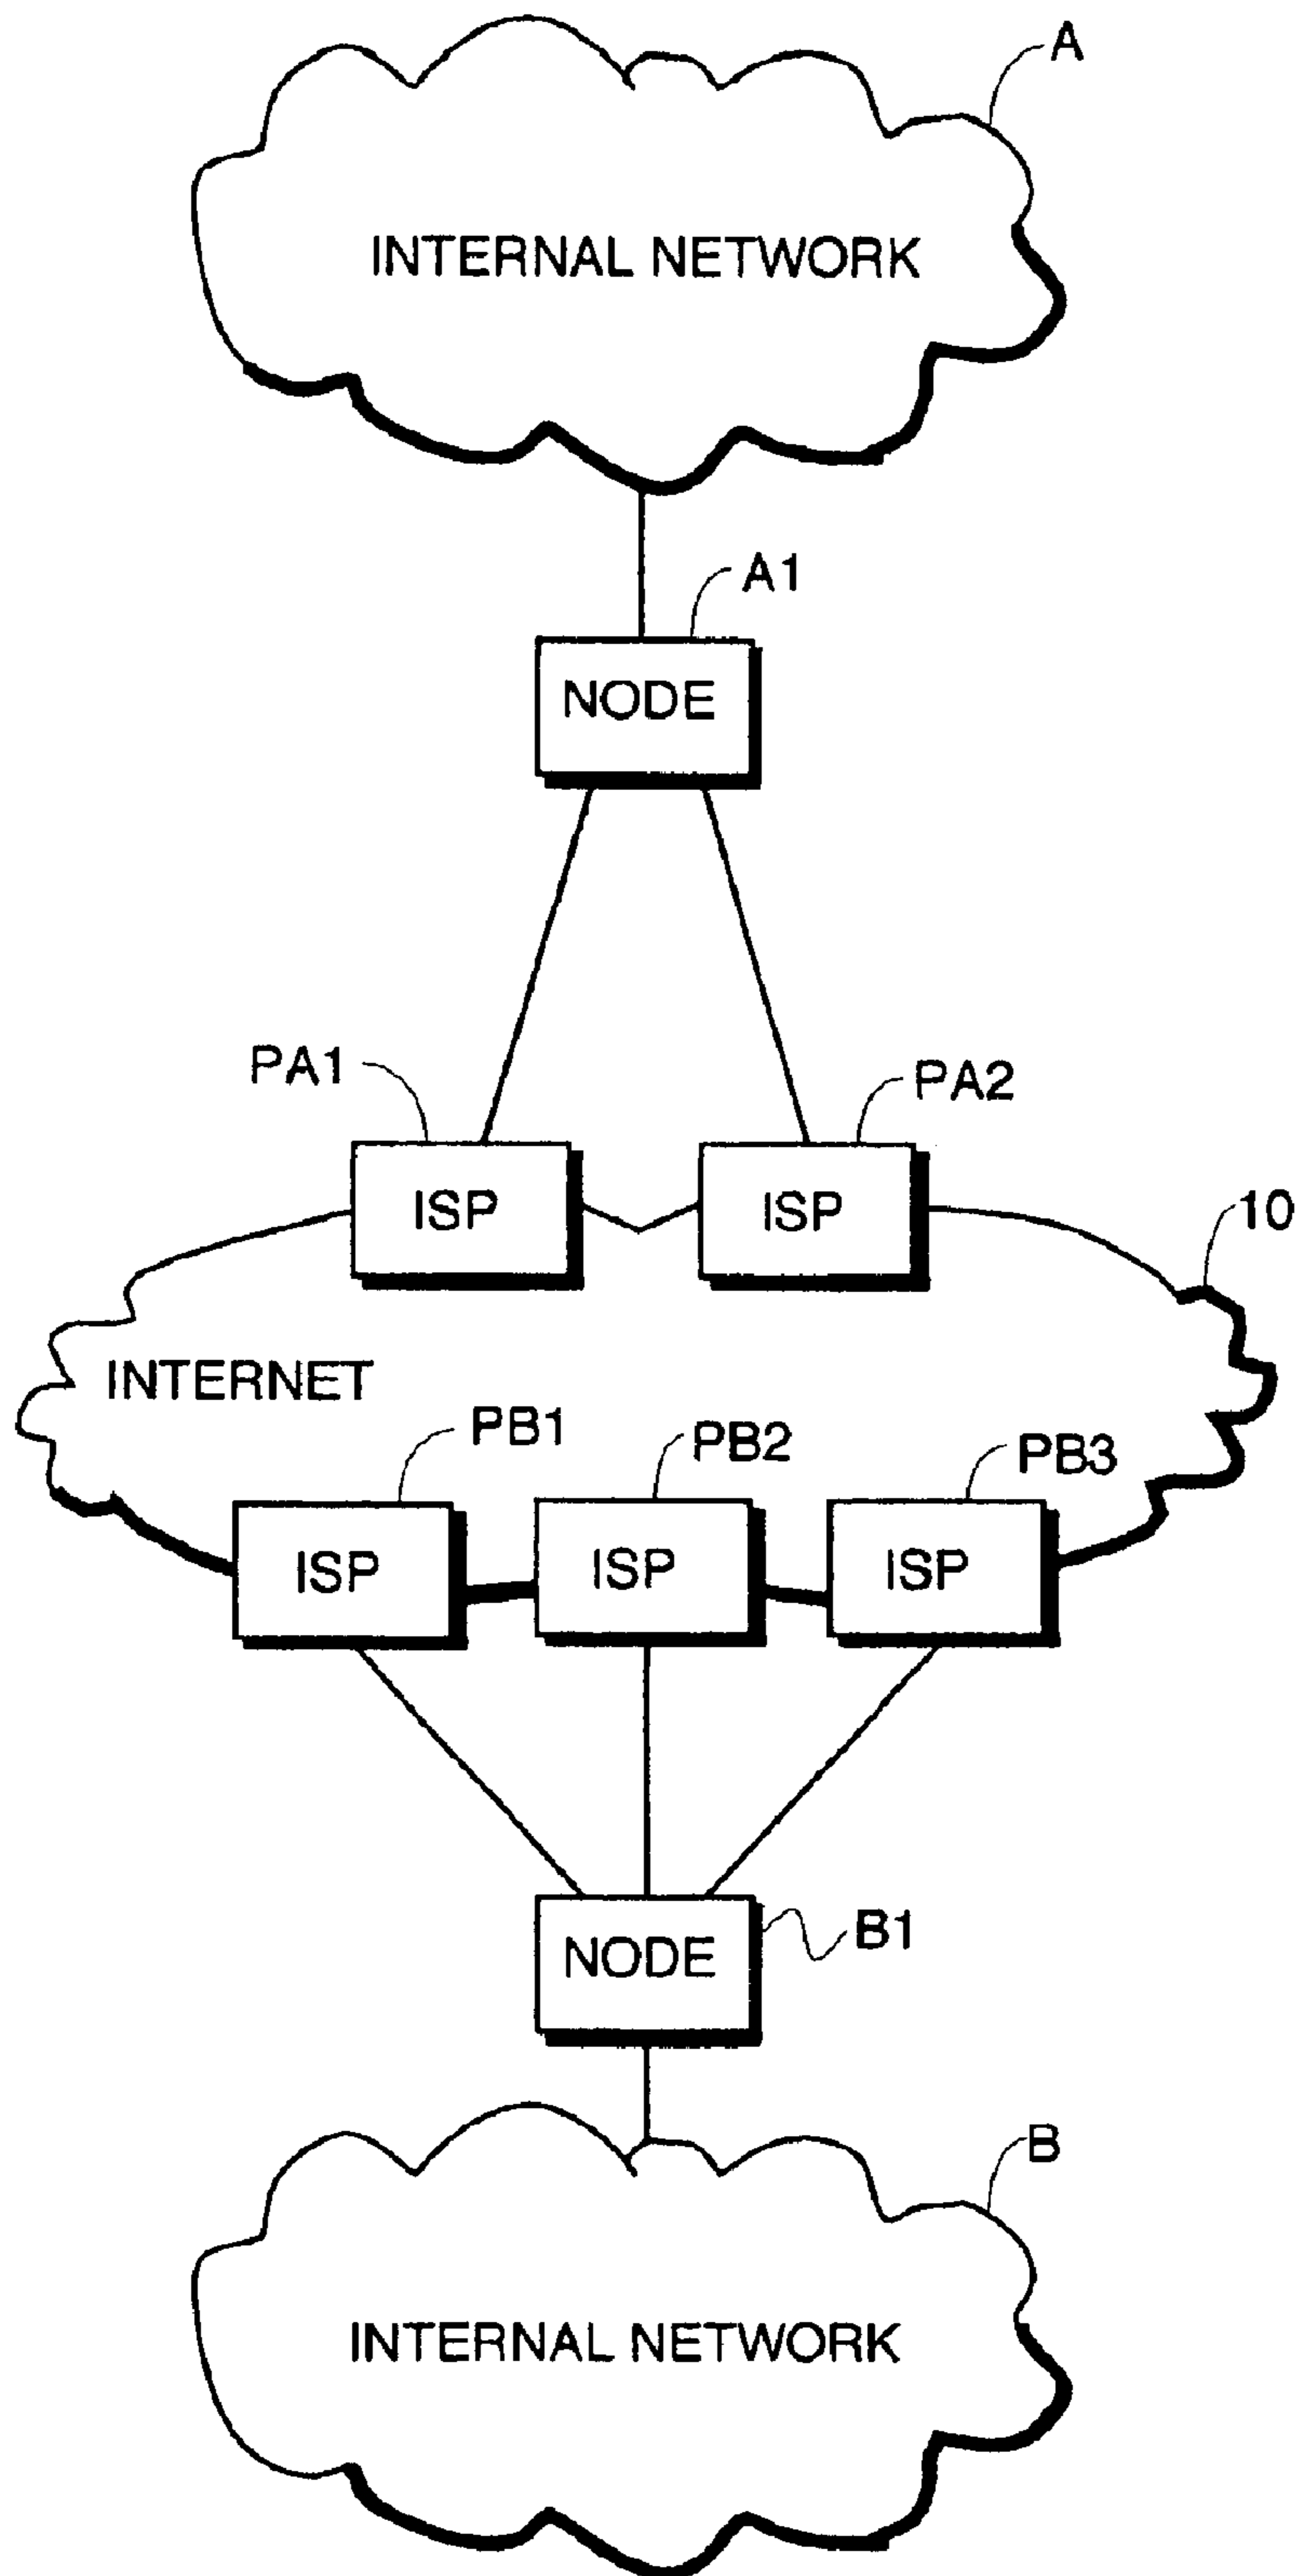 A
INTERNAL NETWORK
A1
NODE
PA1
PA2
ISP
ISP
10
INTERNET
PB1
PB2
PB3
ISP
ISP
ISP
NODE
B1
B
INTERNAL NETWORK